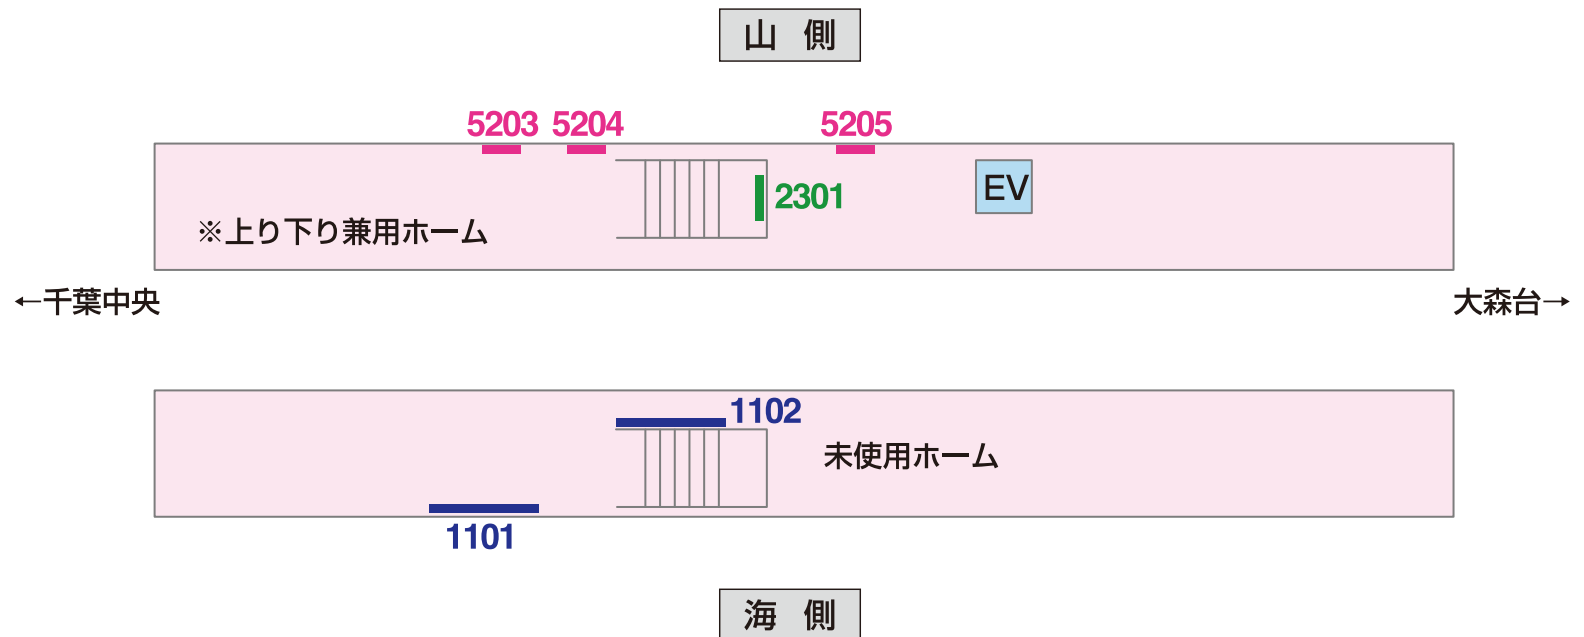 山 側
5203 5204 5205
EV
2301
※上り下り兼用ホーム
←千葉中央
大森台→
1102
未使用ホーム
1101
海 側